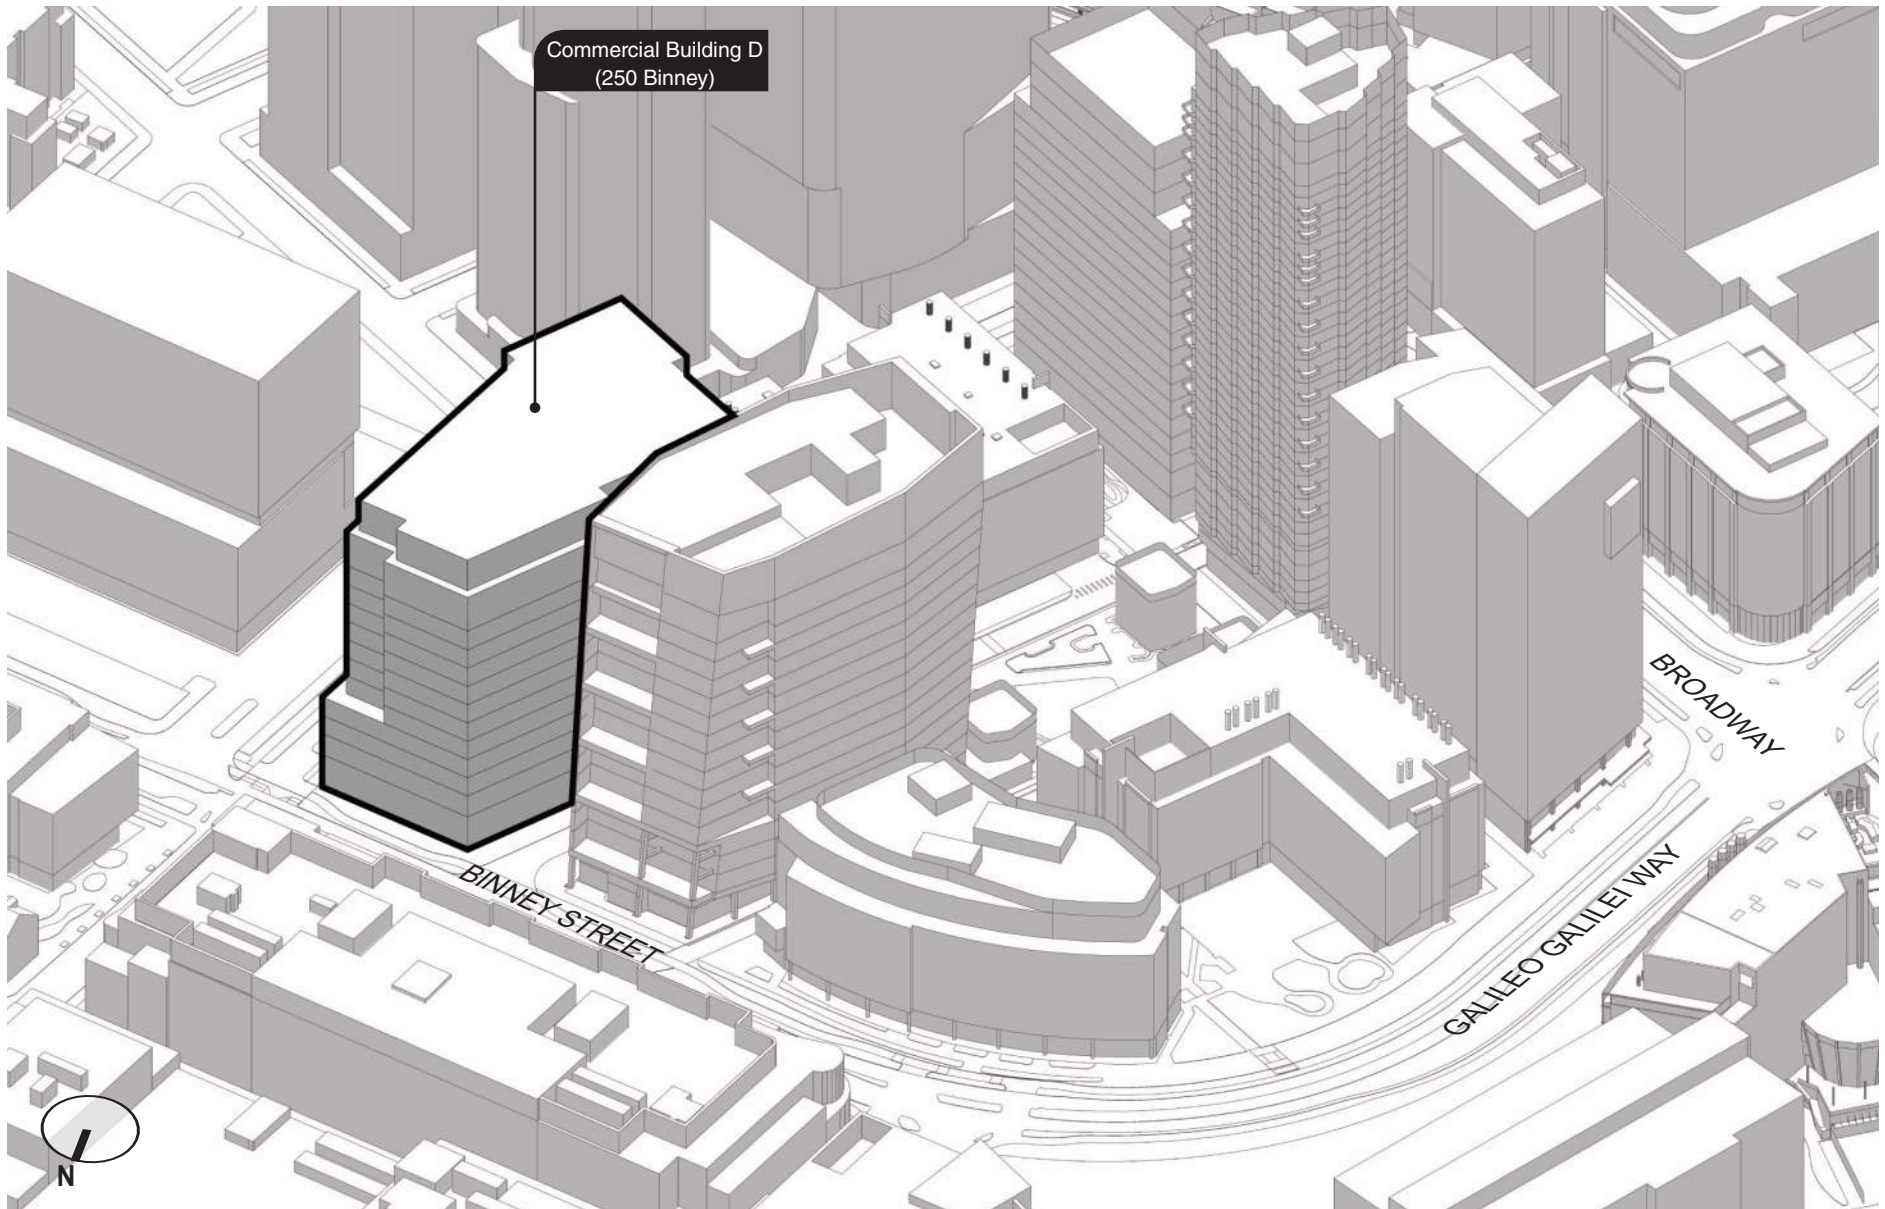 Commercial Building D
(250 Binney)
BROADWAY
BINNEY STREET
GALILEO GALILEI WAY
N